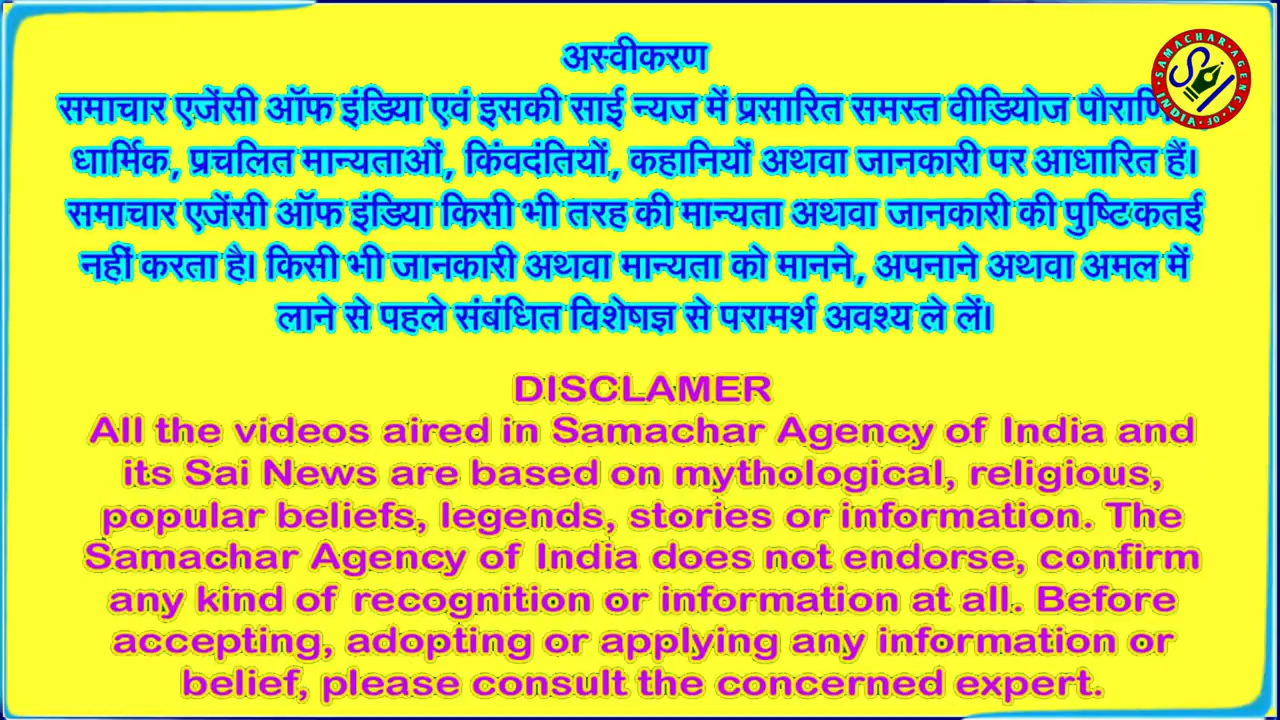 अस्वीकरण
समाचार एजेंसी ऑफ इंडिया एवं इसकी साई न्यज में प्रसारित समस्त वीडियोज
धार्मिक, प्रचलित मान्यताओं, किंवदंतियों, कहानियों अथवा जानकारी पर आधारित हैं।
समाचार एजेंसी ऑफ इंडिया किसी भी तरह की मान्यता अथवा जानकारी की पुष्टि कतई
नहीं करता है। किसी भी जानकारी अथवा मान्यता को मानने, अपनाने अथवा अमल में
लाने से पहले संबंधित विशेषज्ञ से परामर्श अवश्य ले लें।
SAMACHAR AGENCY OF INDIA
DISCLAMER
All the videos aired in Samachar Agency of India and
its Sai News are based on mythological, religious,
popular beliefs, legends, stories or information. The
Samachar Agency of India does not endorse, confirm
any kind of recognition or information at all. Before
accepting, adopting or applying any information or
belief, please consult the concerned expert.